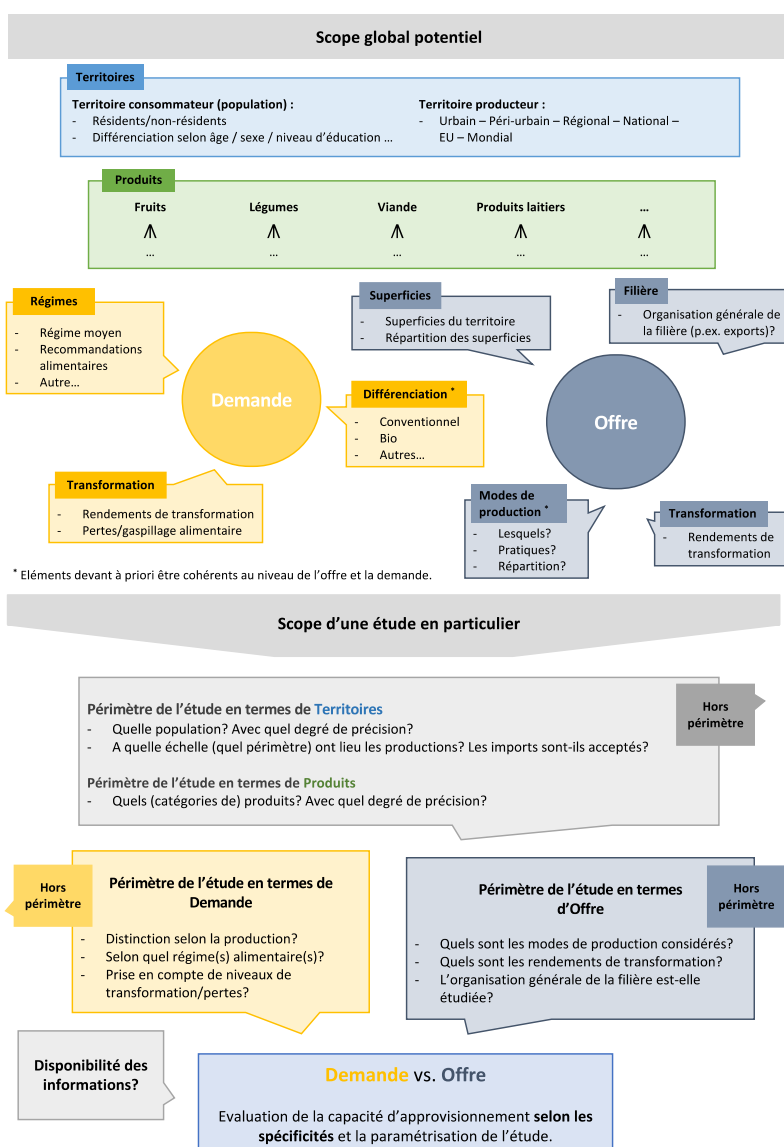 Scope global potentiel
Territoires
Territoire consommateur (population) :
- Résidents/non-résidents
- Différenciation selon âge / sexe / niveau d’éducation …
Territoire producteur :
- Urbain – Péri-urbain – Régional – National –
EU – Mondial
Produits
Fruits
Légumes
Viande
Produits laitiers
…
…
…
…
…
…
Régimes
- Régime moyen
- Recommandations
alimentaires
- Autre…
Superficies
- Superficies du territoire
- Répartition des superficies
Filière
- Organisation générale de
la filière (p.ex. exports)?
Demande
Différenciation *
- Conventionnel
- Bio
- Autres…
Offre
Transformation
- Rendements de transformation
- Pertes/gaspillage alimentaire
Modes de
production *
- Lesquels?
- Pratiques?
- Répartition?
Transformation
- Rendements de
transformation
* Eléments devant à priori être cohérents au niveau de l’offre et la demande.
Scope d’une étude en particulier
Hors
périmètre
Périmètre de l’étude en termes de Territoires
- Quelle population? Avec quel degré de précision?
- A quelle échelle (quel périmètre) ont lieu les productions? Les imports sont-ils acceptés?
Périmètre de l’étude en termes de Produits
- Quels (catégories de) produits? Avec quel degré de précision?
Hors
périmètre
Périmètre de l’étude en termes de
Demande
- Distinction selon la production?
- Selon quel régime(s) alimentaire(s)?
- Prise en compte de niveaux de
transformation/pertes?
Hors
périmètre
Périmètre de l’étude en termes
d’Offre
- Quels sont les modes de production considérés?
- Quels sont les rendements de transformation?
- L’organisation générale de la filière est-elle
étudiée?
Disponibilité des
informations?
Demande vs. Offre
Evaluation de la capacité d’approvisionnement selon les
spécificités et la paramétrisation de l’étude.